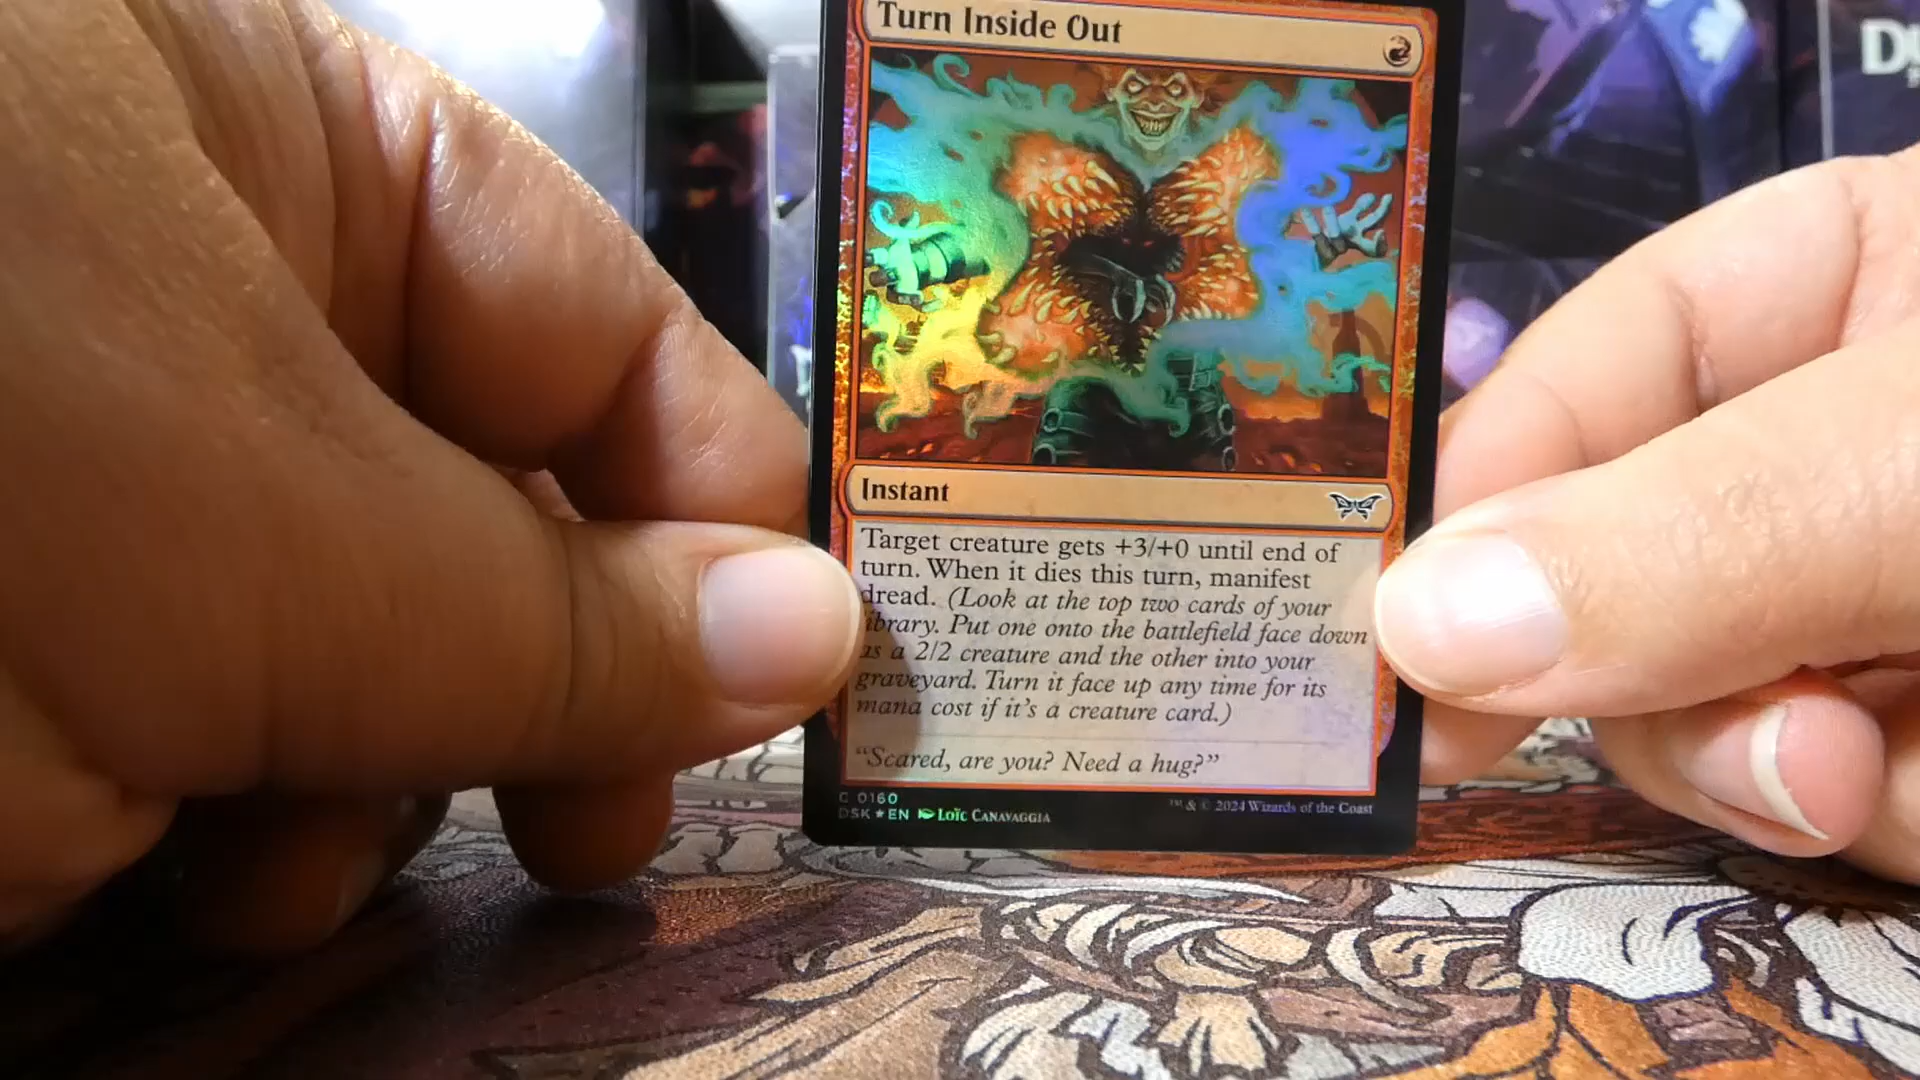 Turn Inside Out
Instant
Target creature gets +3/+0 until end of
turn. When it dies this turn, manifest
dread. (Look at the top two cards of your
ibrary. Put one onto the battlefield face down
as a 2/2 creature and the other into your
graveyard. Turn it face up any time for its
mana cost if it's a creature card.)
"Scared, are you? Need a hug?"
C 0160
DSK ★ EN Loïc Canavaggia
™ & © 2024 Wizards of the Coast